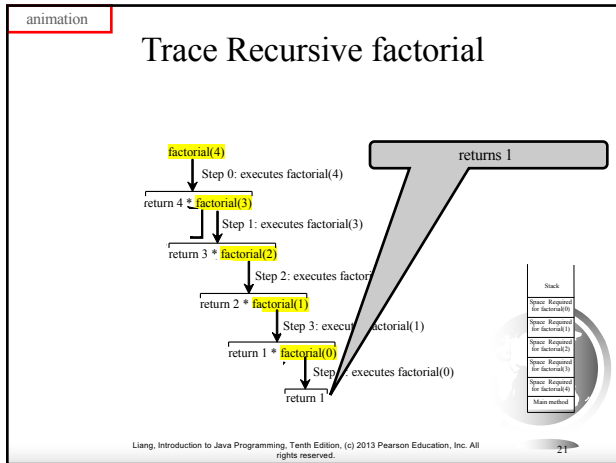 animation
Trace Recursive factorial
factorial(4)
returns 1
Step 0: executes factorial(4)
return 4 * factorial(3)
Step 1: executes factorial(3)
return 3 * factorial(2)
Step 2: executes
return 2 * factorial(1)
Step 3: factorial(1)
return 1 * factorial(0)
Step executes factorial(0)
return 1
Stack
Space Required
for factorial(0)
Space Required
for factorial(1)
Space Required
for factorial(2)
Space Required
for factorial(3)
Space Required
for factorial(4)
Main method
Liang, Introduction to Java Programming, Tenth Edition, (c) 2013 Pearson Education, Inc. All
rights reserved.
21